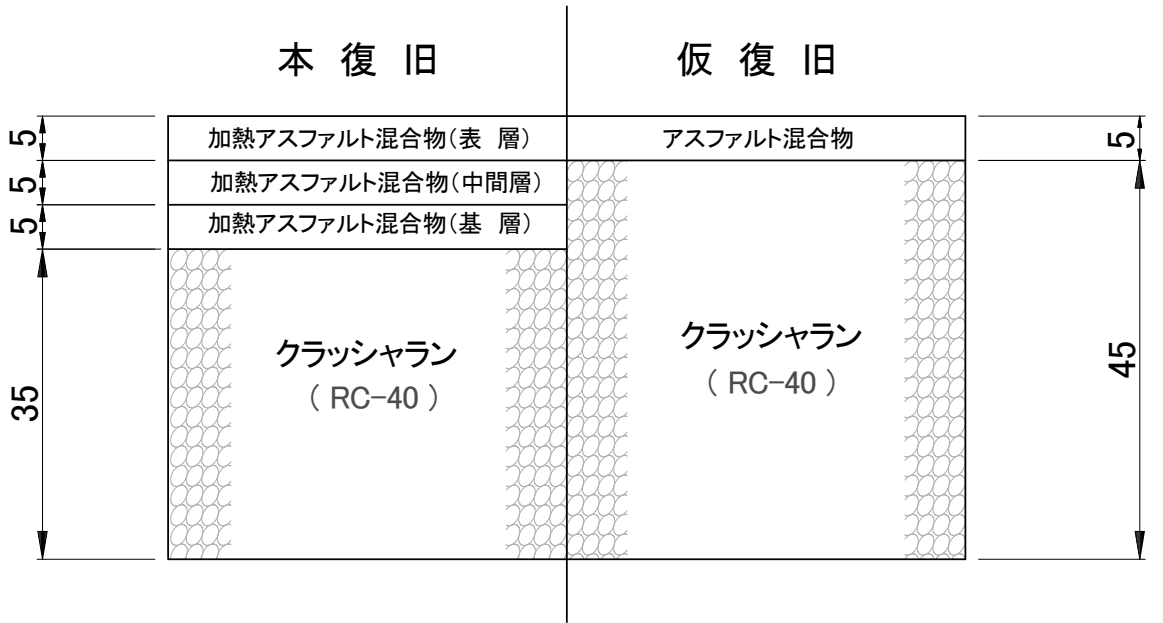 本 復 旧
仮 復 旧
5
加熱アスファルト混合物(表 層)
アスファルト混合物
5
5
加熱アスファルト混合物(中間層)
5
加熱アスファルト混合物(基 層)
35
クラッシャラン
( RC-40 )
クラッシャラン
( RC-40 )
45